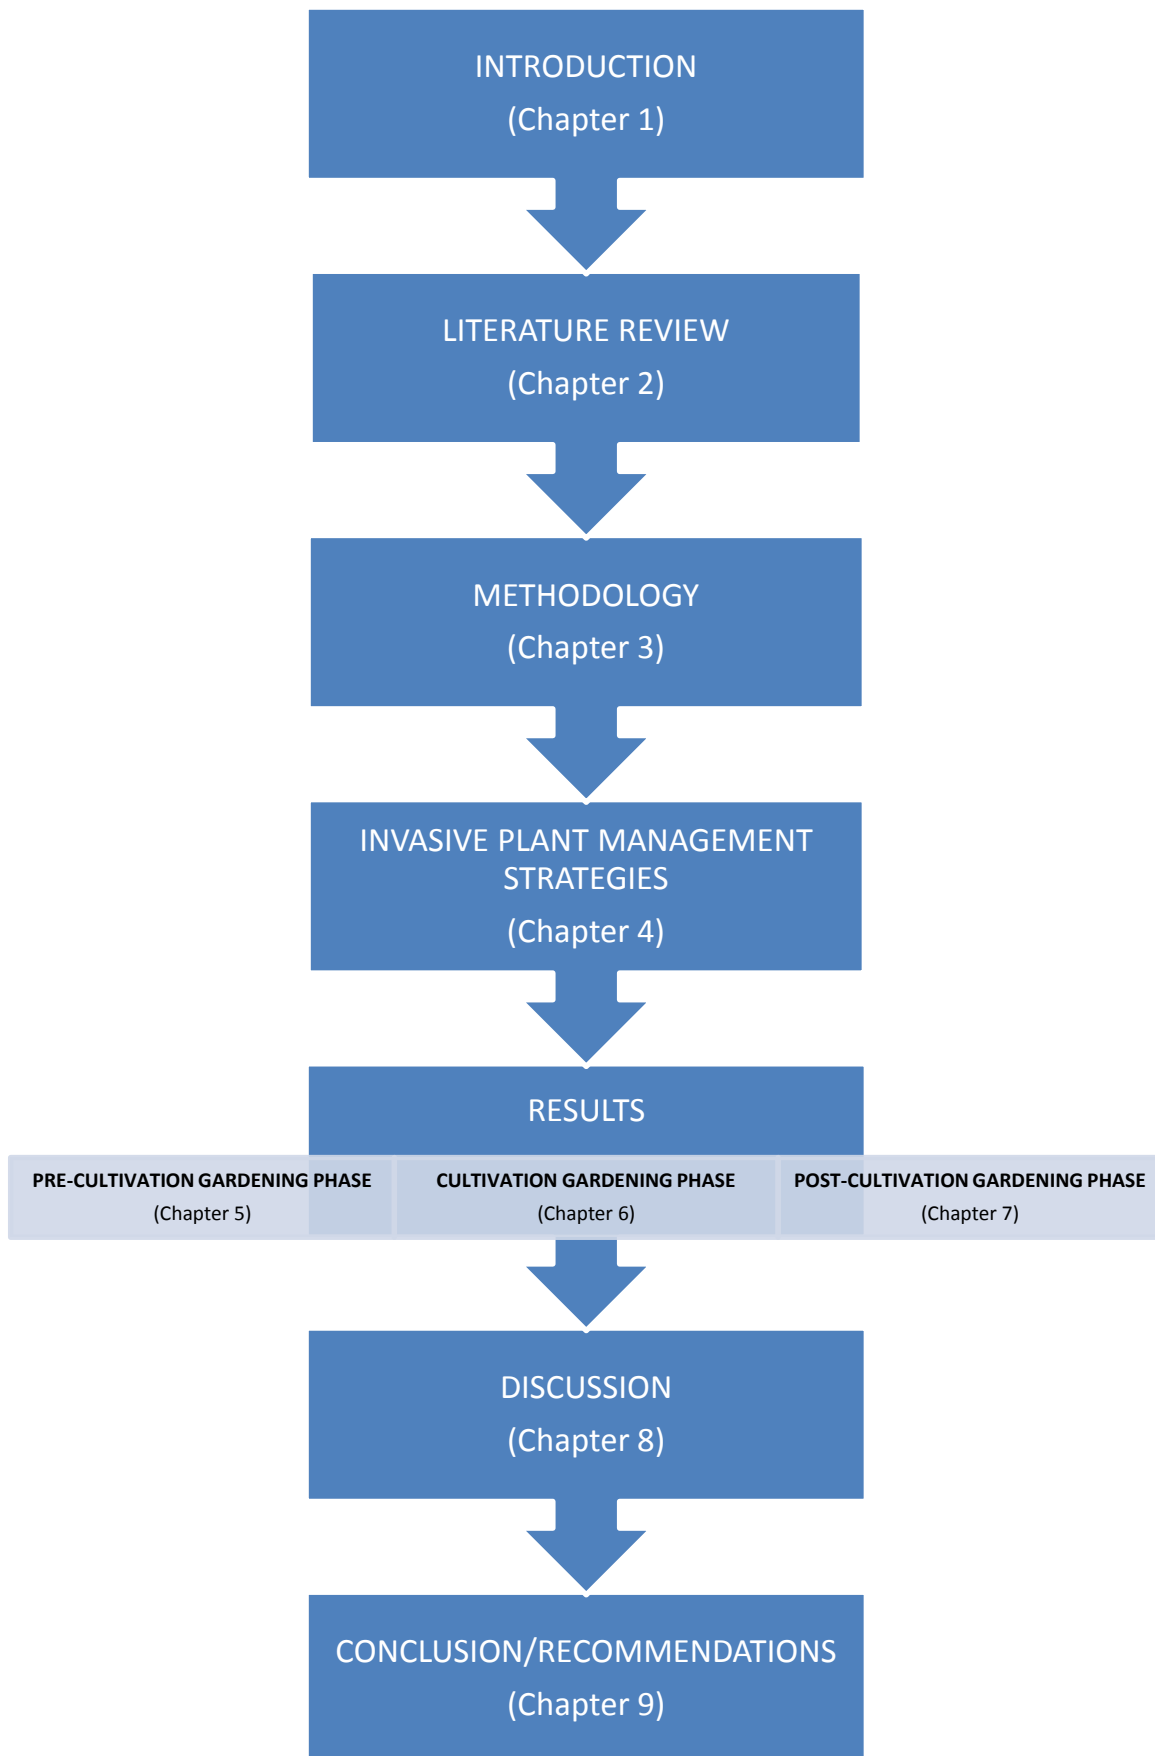 INTRODUCTION
(Chapter 1)
LITERATURE REVIEW
(Chapter 2)
METHODOLOGY
(Chapter 3)
INVASIVE PLANT MANAGEMENT
STRATEGIES
(Chapter 4)
RESULTS
PRE-CULTIVATION GARDENING PHASE
(Chapter 5)
CULTIVATION GARDENING PHASE
(Chapter 6)
POST-CULTIVATION GARDENING PHASE
(Chapter 7)
DISCUSSION
(Chapter 8)
CONCLUSION/RECOMMENDATIONS
(Chapter 9)